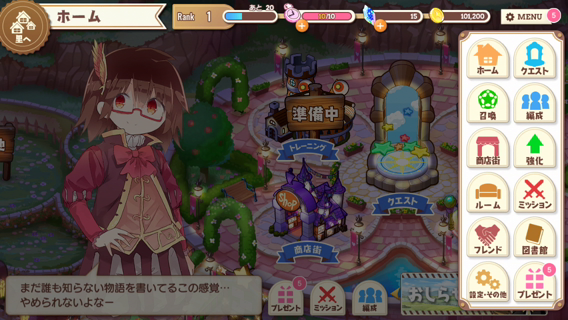 ホーム
里へ
Rank 1
あと 20
10/10
15
101,200
MENU 5
ホーム
クエスト
召喚
編成
商店街
強化
ルーム
ミッション
フレンド
図書館
設定・その他
プレゼント 5
準備中
トレーニング
クエスト
Shop
商店街
おしら
まだ誰も知らない物語を書いてるこの感覚…
やめられないよなー
プレゼント 5
ミッション
編成